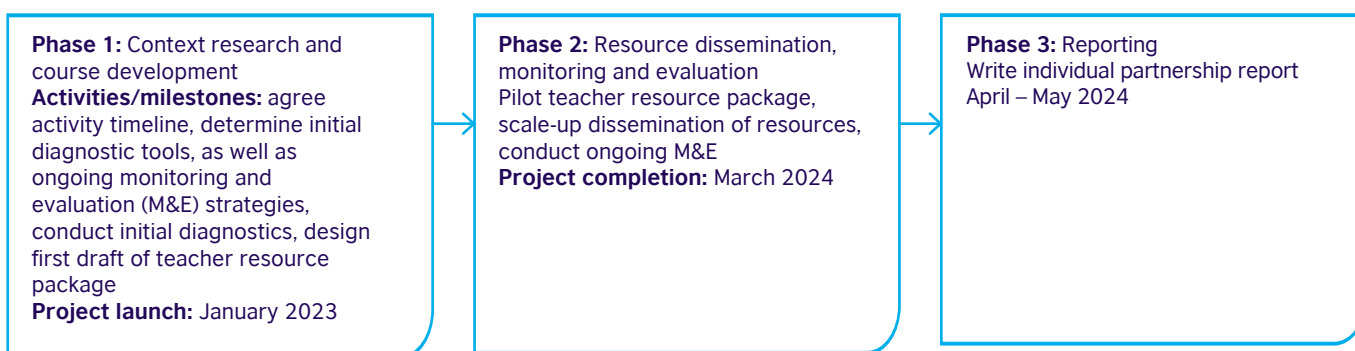 Phase 1: Context research and
course development
Activities/milestones: agree
activity timeline, determine initial
diagnostic tools, as well as
ongoing monitoring and
evaluation (M&E) strategies,
conduct initial diagnostics, design
first draft of teacher resource
package
Project launch: January 2023
Phase 2: Resource dissemination,
monitoring and evaluation
Pilot teacher resource package,
scale-up dissemination of resources,
conduct ongoing M&E
Project completion: March 2024
Phase 3: Reporting
Write individual partnership report
April – May 2024